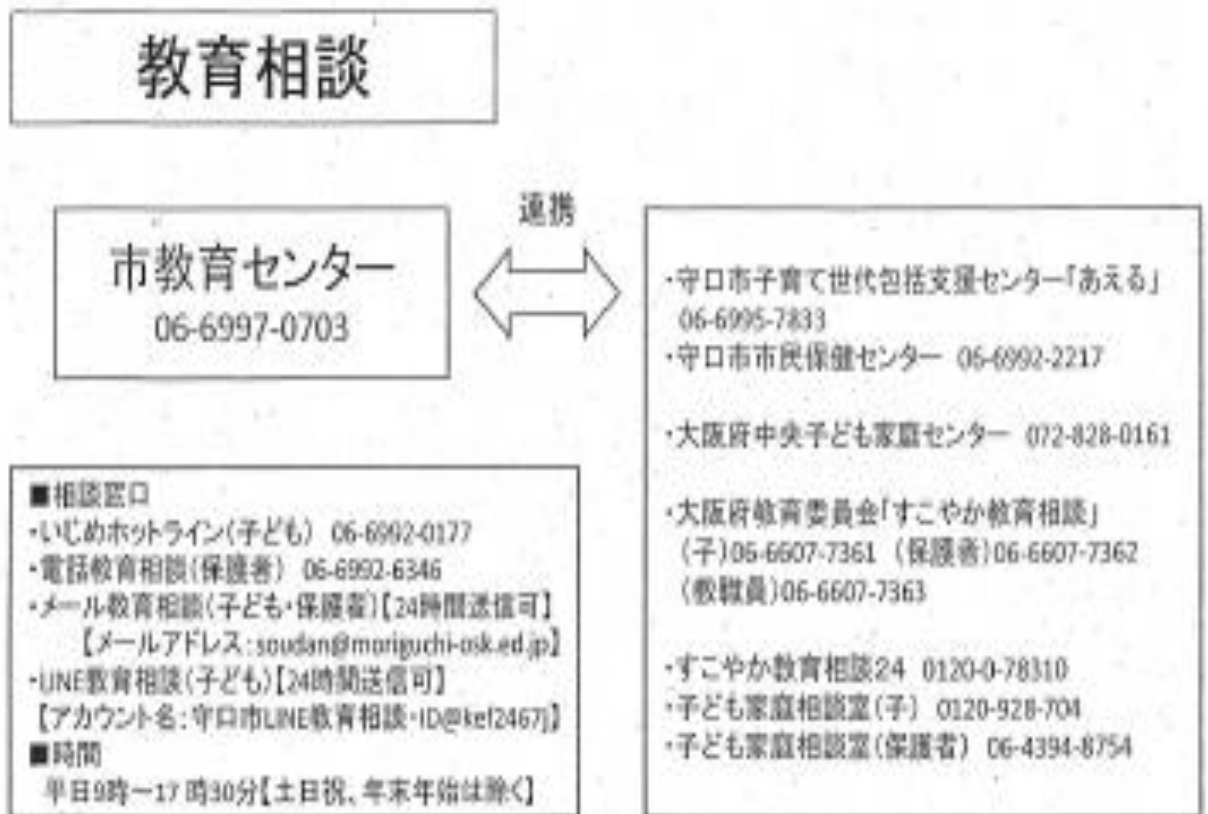 教育相談
市教育センター
06-6997-0703
連携
・守口市子育て世代包括支援センター「あえる」
06-6995-7833
・守口市市民保健センター 06-6992-2217
・大阪府中央子ども家庭センター 072-828-0161
・大阪府教育委員会「すこやか教育相談」
(子)06-6607-7361 (保護者)06-6607-7362
(教職員)06-6607-7363
・すこやか教育相談24 0120-0-78310
・子ども家庭相談室(子) 0120-928-704
・子ども家庭相談室(保護者) 06-4394-8754
■相談窓口
・いじめホットライン(子ども) 06-6992-0177
・電話教育相談(保護者) 06-6992-6346
・メール教育相談(子ども・保護者)【24時間送信可】
【メールアドレス:soudan@moriguchi-osk.ed.jp】
・LINE教育相談(子ども)【24時間送信可】
【アカウント名:守口市LINE教育相談・ID@kef2467j】
■時間
平日9時ー17時30分【土日祝、年末年始は除く】